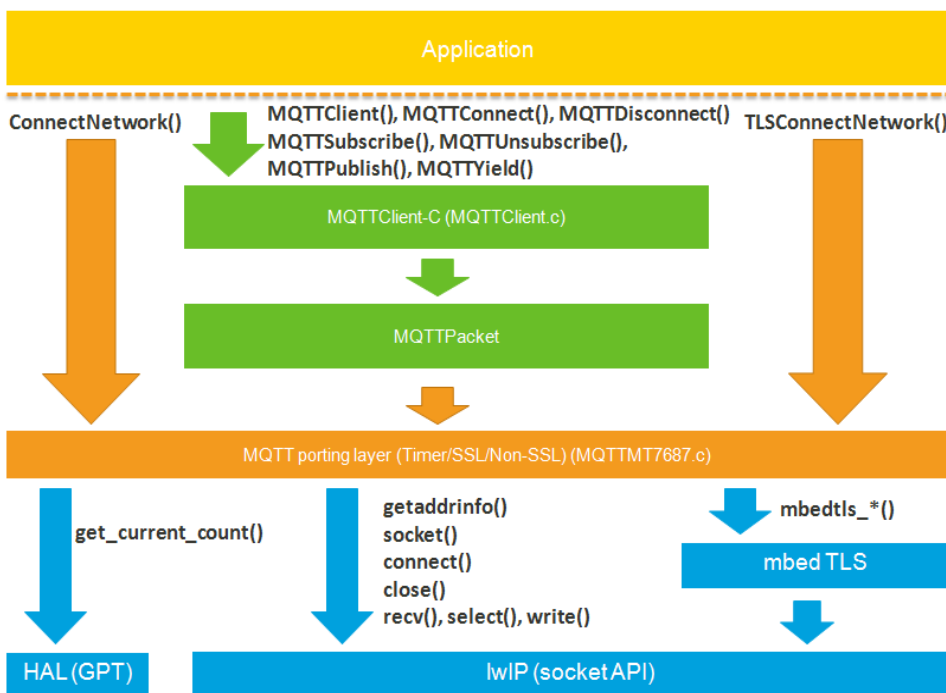 Application
ConnectNetwork()
MQTTClient(), MQTTConnect(), MQTTDisconnect()
MQTTSubscribe(), MQTTUnsubscribe(),
MQTTPublish(), MQTTYield()
TLSConnectNetwork()
MQTTClient-C (MQTTClient.c)
MQTTPacket
MQTT porting layer (Timer/SSL/Non-SSL) (MQTTMT7687.c)
get_current_count()
getaddrinfo()
socket()
connect()
close()
recv(), select(), write()
mbedtls_*()
mbed TLS
HAL (GPT)
lwIP (socket API)